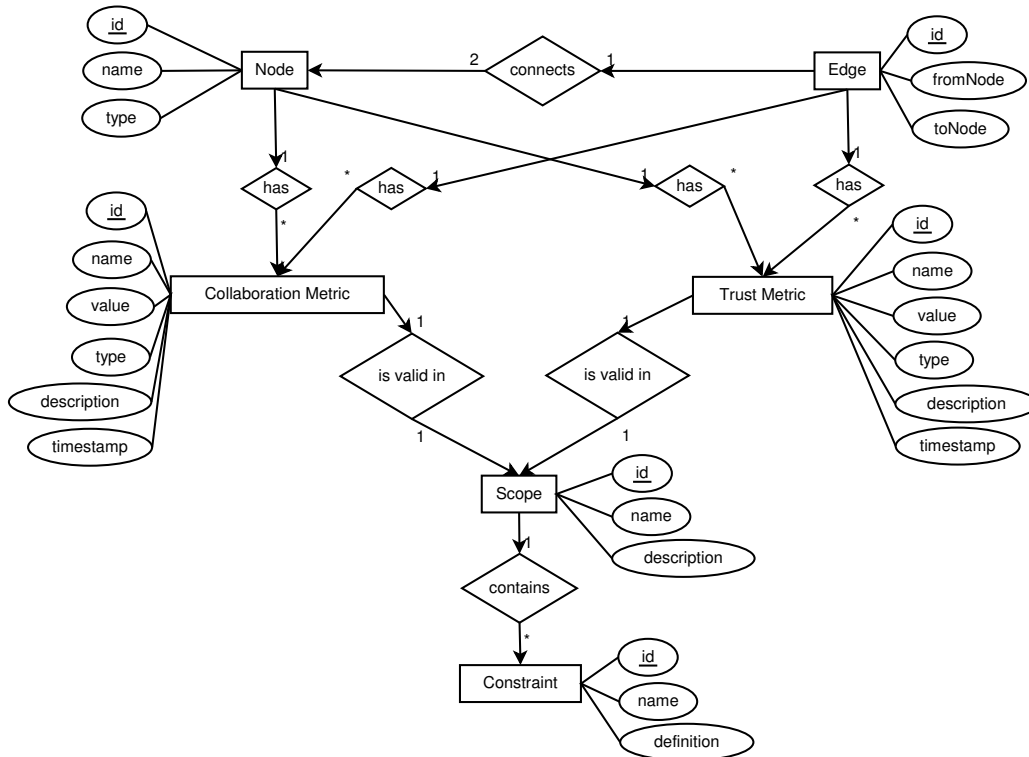 id
name
type
Node
2
connects
1
Edge
id
fromNode
toNode
1
has
*
*
has
1
1
has
*
1
has
*
id
name
value
type
description
timestamp
Collaboration Metric
Trust Metric
id
name
value
type
description
timestamp
1
is valid in
1
1
is valid in
1
Scope
id
name
description
1
contains
*
Constraint
id
name
definition